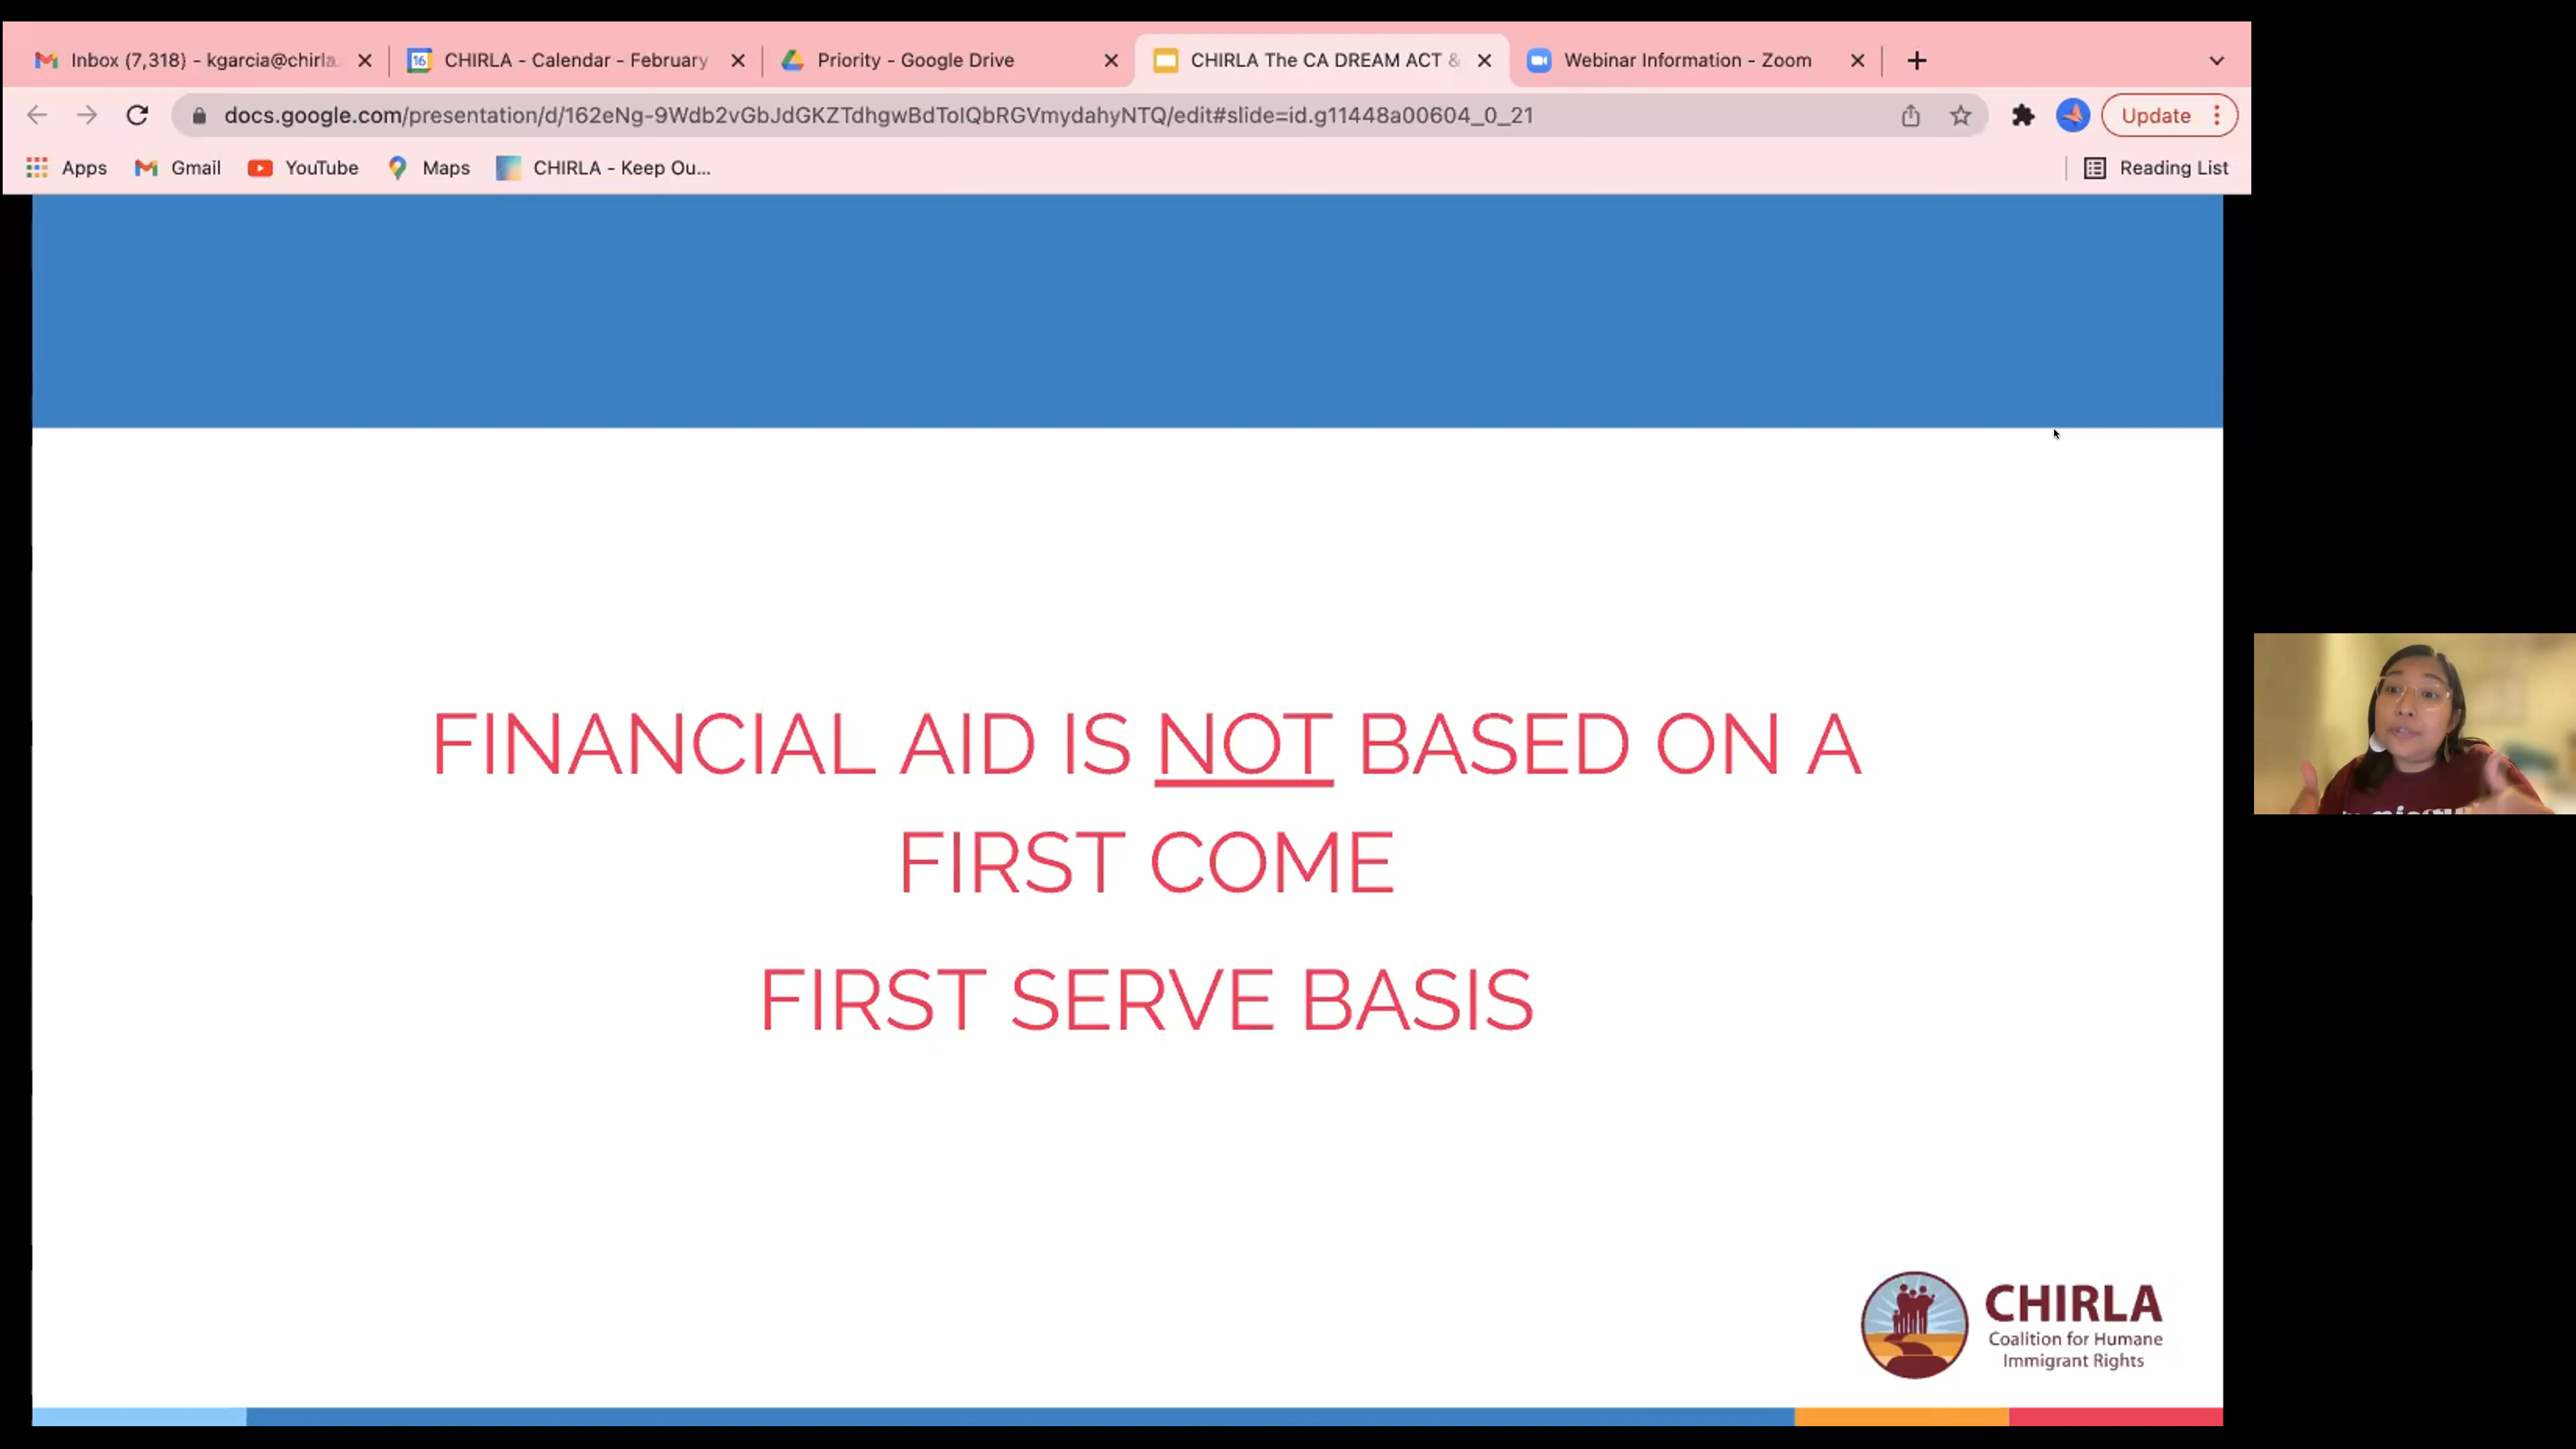 Inbox (7,318) - kgarcia@chirla.
CHIRLA - Calendar - February
Priority - Google Drive
CHIRLA The CA DREAM ACT &
Webinar Information - Zoom
docs.google.com/presentation/d/162eNg-9Wdb2vGbJdGKZTdhgwBdToIQbRGVmydahyNTQ/edit#slide=id.g11448a00604_0_21
Update
Apps
Gmail
YouTube
Maps
CHIRLA - Keep Ou...
Reading List
FINANCIAL AID IS NOT BASED ON A
FIRST COME
FIRST SERVE BASIS
CHIRLA
Coalition for Humane
Immigrant Rights